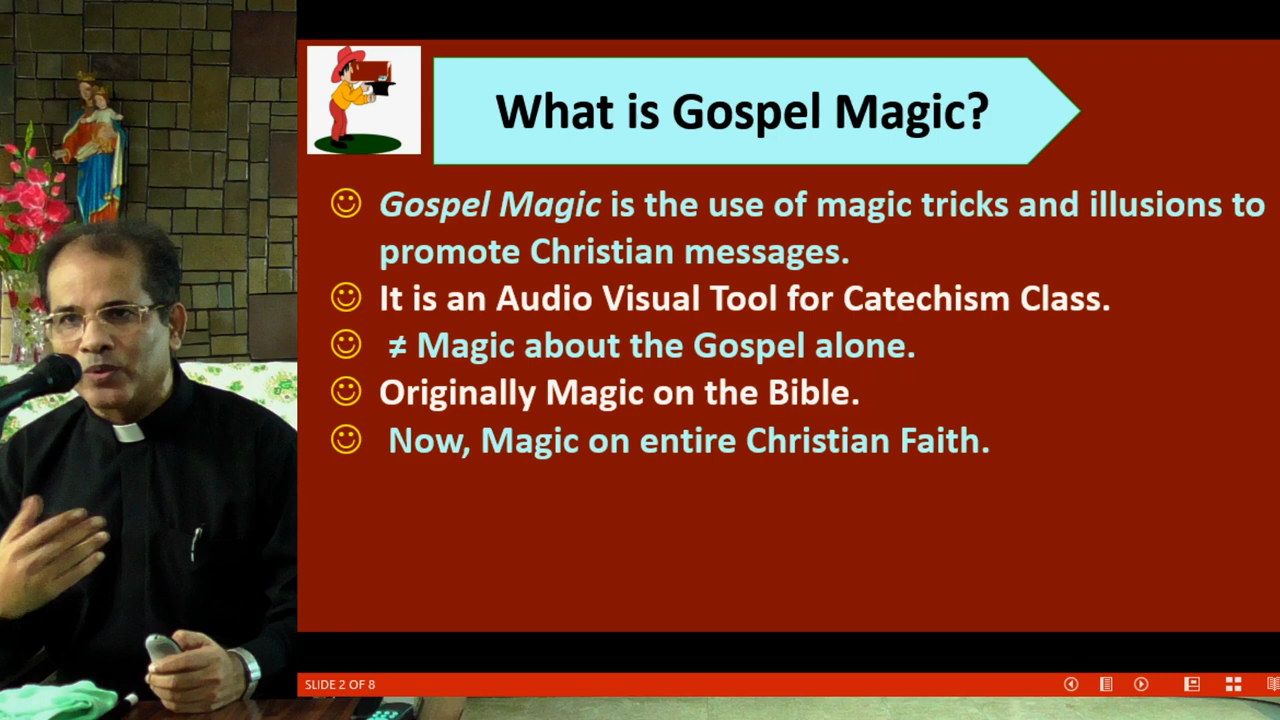 What is Gospel Magic?
Gospel Magic is the use of magic tricks and illusions to
promote Christian messages.
It is an Audio Visual Tool for Catechism Class.
≠ Magic about the Gospel alone.
Originally Magic on the Bible.
Now, Magic on entire Christian Faith.
SLIDE 2 OF 8